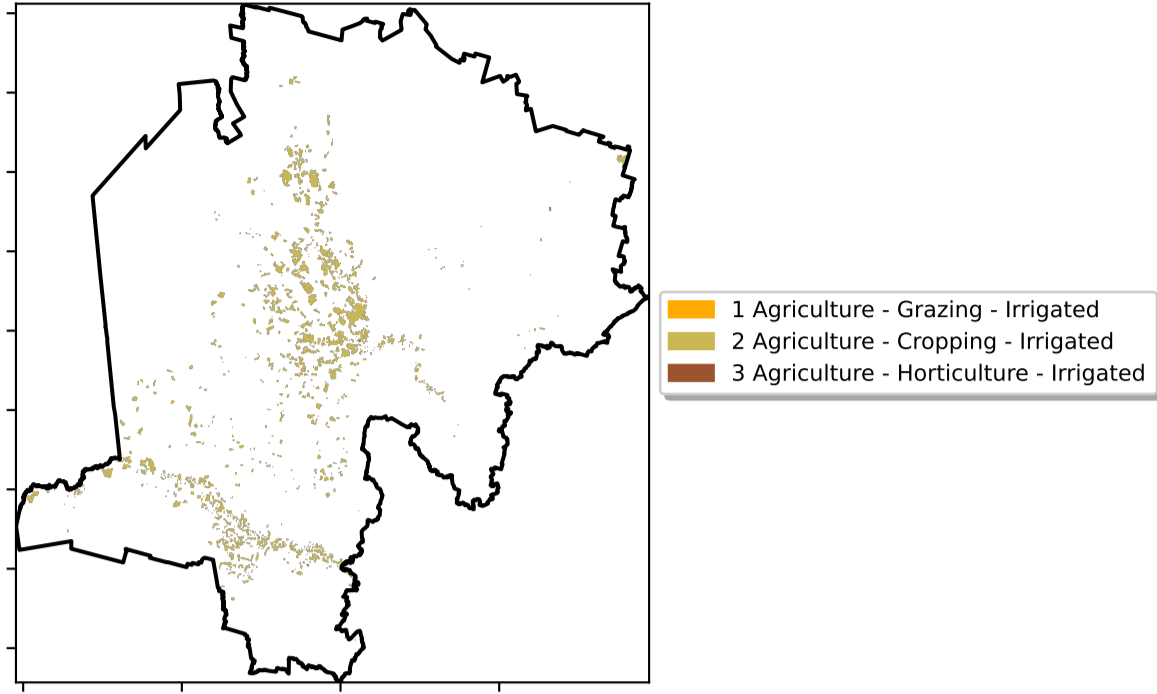 1 Agriculture - Grazing - Irrigated
2 Agriculture - Cropping - Irrigated
3 Agriculture - Horticulture - Irrigated